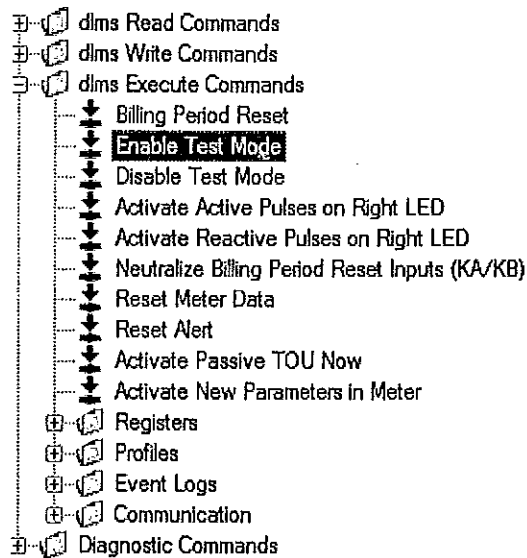 dlms Read Commands
dlms Write Commands
dlms Execute Commands
Billing Period Reset
Enable Test Mode
Disable Test Mode
Activate Active Pulses on Right LED
Activate Reactive Pulses on Right LED
Neutralize Billing Period Reset Inputs (KA/KB)
Reset Meter Data
Reset Alert
Activate Passive TOU Now
Activate New Parameters in Meter
Registers
Profiles
Event Logs
Communication
Diagnostic Commands